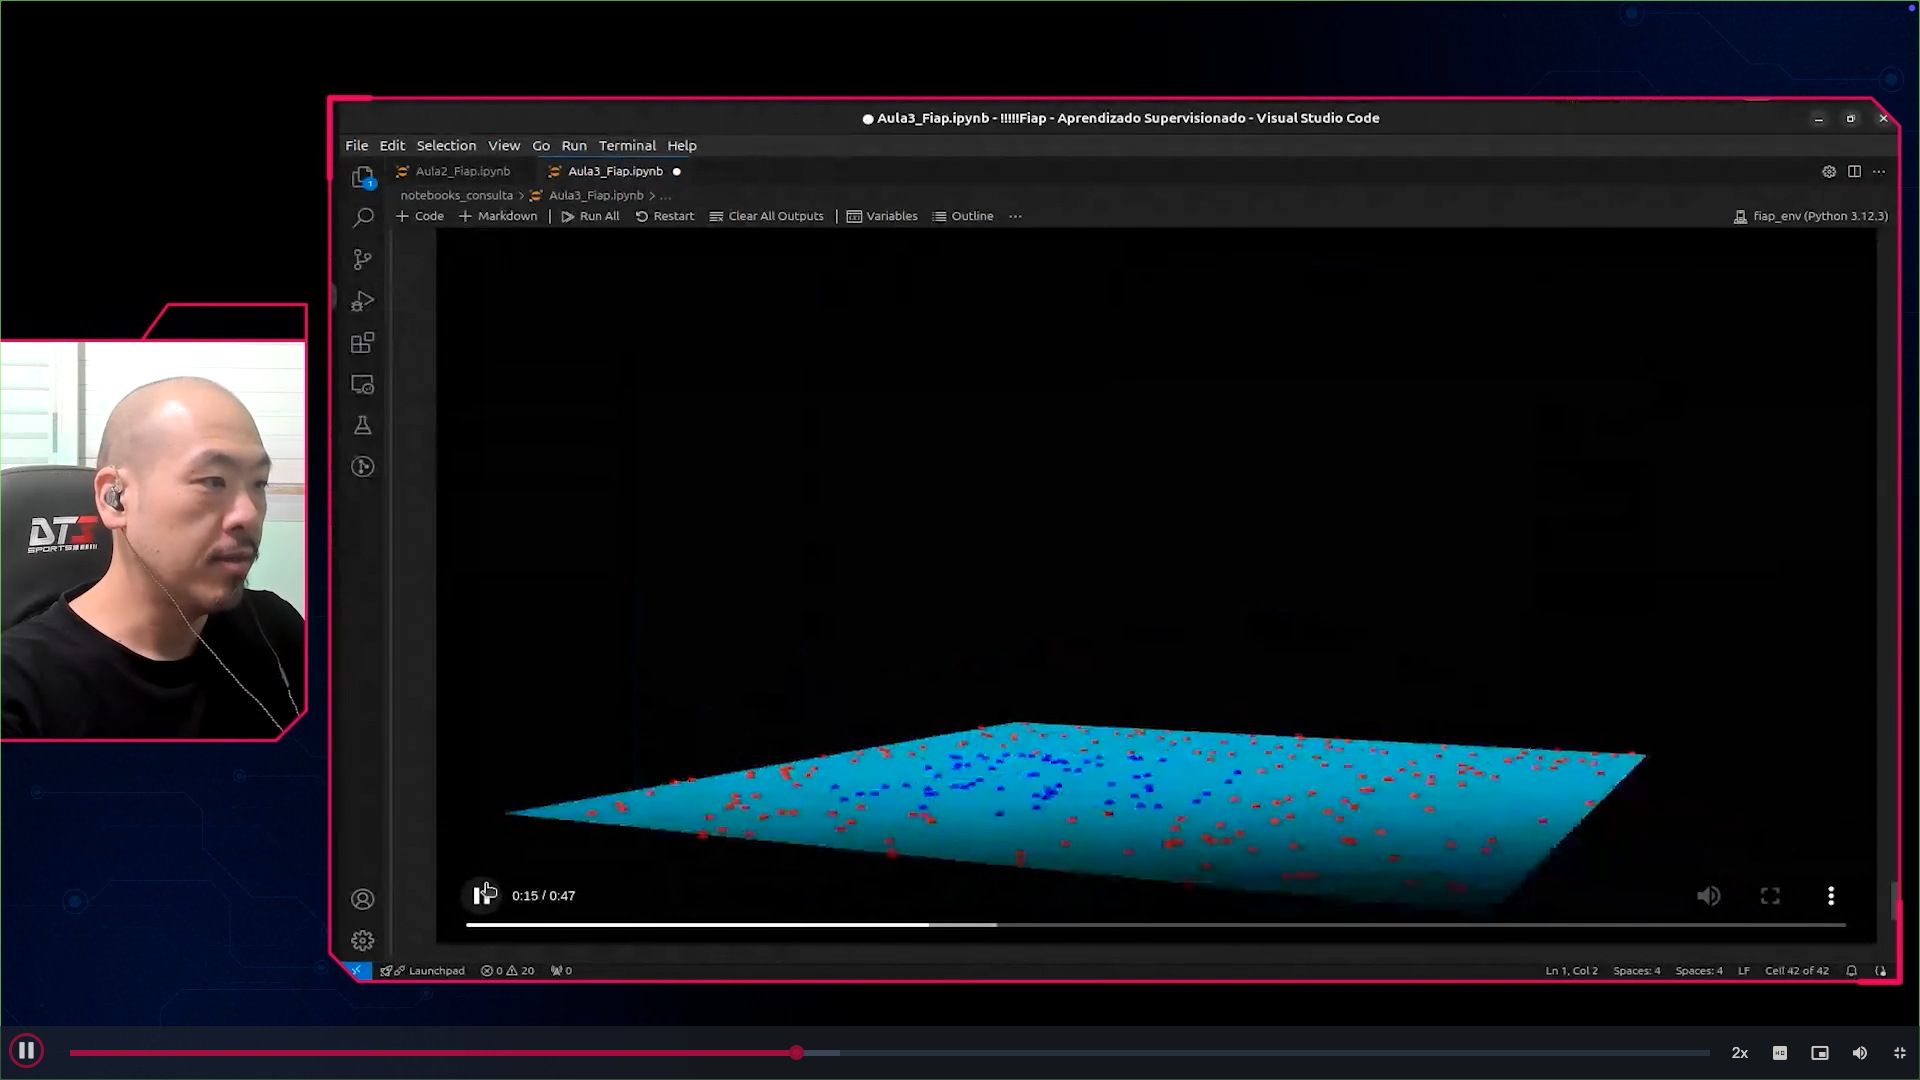 Aula3_Fiap.ipynb - !!!!!Fiap - Aprendizado Supervisionado - Visual Studio Code
File Edit Selection View Go Run Terminal Help
Aula2_Fiap.ipynb Aula3_Fiap.ipynb
notebooks_consulta > Aula3_Fiap.ipynb > ...
Code Markdown Run All Restart Clear All Outputs Variables Outline ... fiap_env (Python 3.12.3)
1
DT3
SPORTS
0:15 / 0:47
Launchpad 0 20 0 Ln 1, Col 2 Spaces: 4 Spaces: 4 LF Cell 42 of 42
2x HD